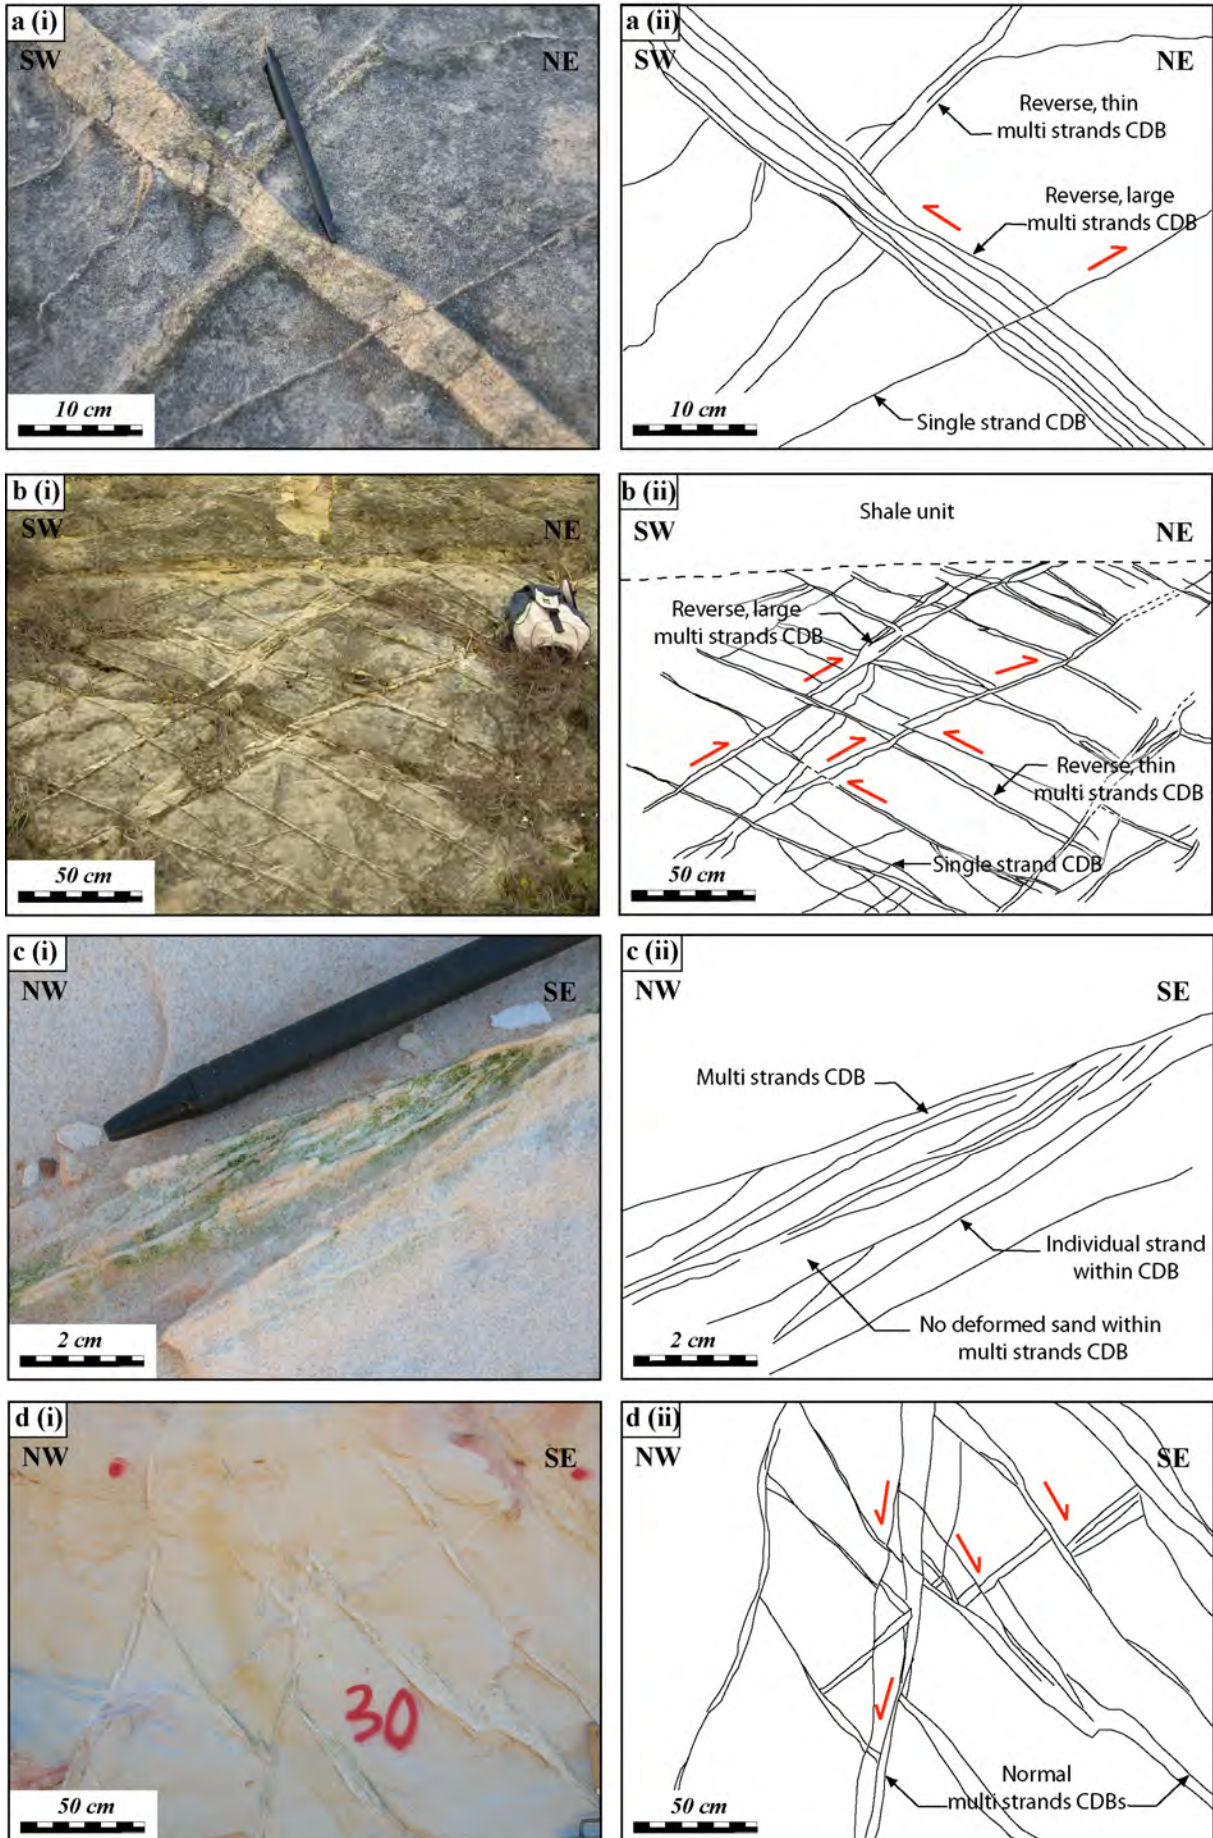 a (i)
SW
NE
10 cm
a (ii)
SW
NE
Reverse, thin
multi strands CDB
Reverse, large
multi strands CDB
Single strand CDB
10 cm
b (i)
SW
NE
50 cm
b (ii)
Shale unit
SW
NE
Reverse, large
multi strands CDB
Reverse, thin
multi strands CDB
Single strand CDB
50 cm
c (i)
NW
SE
2 cm
c (ii)
NW
SE
Multi strands CDB
Individual strand
within CDB
No deformed sand within
multi strands CDB
2 cm
d (i)
NW
SE
30
50 cm
d (ii)
NW
SE
Normal
multi strands CDBs
50 cm